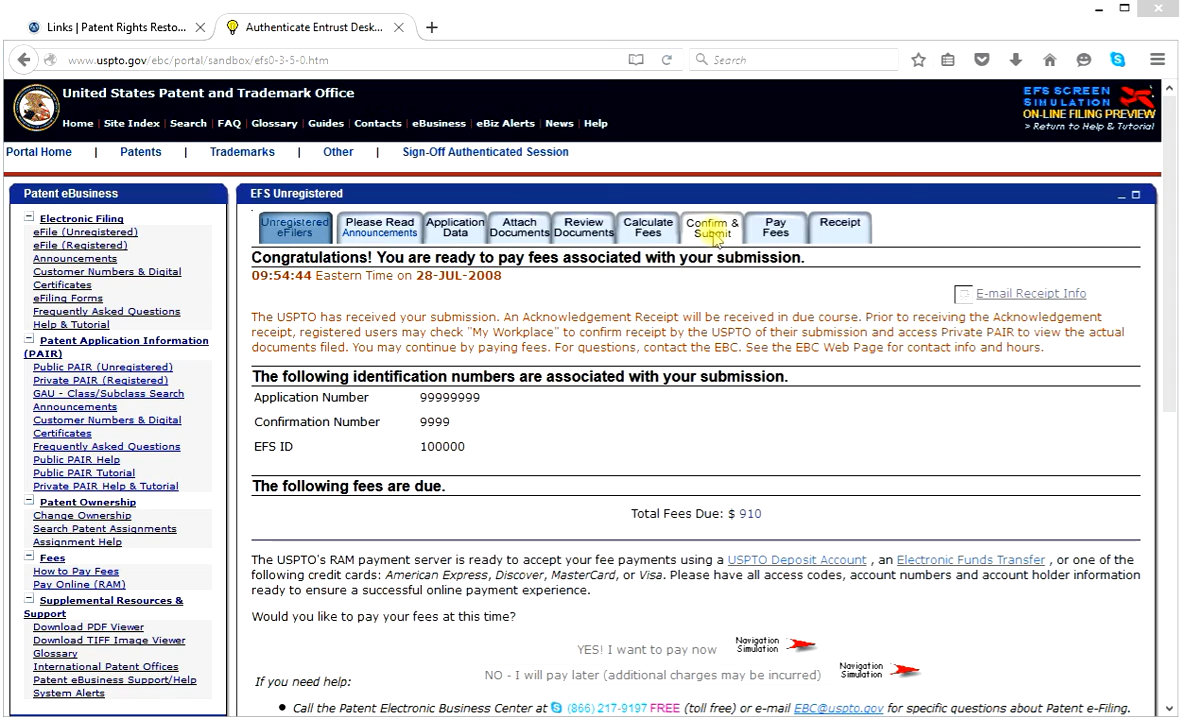 Links | Patent Rights Resto...
Authenticate Entrust Desk...
www.uspto.gov/ebc/portal/sandbox/efs0-3-5-0.htm
Search
United States Patent and Trademark Office
Home | Site Index | Search | FAQ | Glossary | Guides | Contacts | eBusiness | eBiz Alerts | News | Help
EFS SCREEN
SIMULATION
ON-LINE FILING PREVIEW
> Return to Help & Tutorial
Portal Home | Patents | Trademarks | Other | Sign-Off Authenticated Session
Patent eBusiness
Electronic Filing
eFile (Unregistered)
eFile (Registered)
Announcements
Customer Numbers & Digital
Certificates
eFiling Forms
Frequently Asked Questions
Help & Tutorial
Patent Application Information
(PAIR)
Public PAIR (Unregistered)
Private PAIR (Registered)
GAU - Class/Subclass Search
Announcements
Customer Numbers & Digital
Certificates
Frequently Asked Questions
Public PAIR Help
Public PAIR Tutorial
Private PAIR Help & Tutorial
Patent Ownership
Change Ownership
Search Patent Assignments
Assignment Help
Fees
How to Pay Fees
Pay Online (RAM)
Supplemental Resources &
Support
Download PDF Viewer
Download TIFF Image Viewer
Glossary
International Patent Offices
Patent eBusiness Support/Help
System Alerts
EFS Unregistered
Unregistered
eFilers
Please Read
Announcements
Application
Data
Attach
Documents
Review
Documents
Calculate
Fees
Confirm &
Submit
Pay
Fees
Receipt
Congratulations! You are ready to pay fees associated with your submission.
09:54:44 Eastern Time on 28-JUL-2008
E-mail Receipt Info
The USPTO has received your submission. An Acknowledgement Receipt will be received in due course. Prior to receiving the Acknowledgement
receipt, registered users may check "My Workplace" to confirm receipt by the USPTO of their submission and access Private PAIR to view the actual
documents filed. You may continue by paying fees. For questions, contact the EBC. See the EBC Web Page for contact info and hours.
The following identification numbers are associated with your submission.
Application Number 99999999
Confirmation Number 9999
EFS ID 100000
The following fees are due.
Total Fees Due: $ 910
The USPTO's RAM payment server is ready to accept your fee payments using a USPTO Deposit Account , an Electronic Funds Transfer , or one of the
following credit cards: American Express, Discover, MasterCard, or Visa. Please have all access codes, account numbers and account holder information
ready to ensure a successful online payment experience.
Would you like to pay your fees at this time?
YES! I want to pay now
Navigation
Simulation
NO - I will pay later (additional charges may be incurred)
Navigation
Simulation
If you need help:
• Call the Patent Electronic Business Center at (866) 217-9197 FREE (toll free) or e-mail EBC@uspto.gov for specific questions about Patent e-Filing.